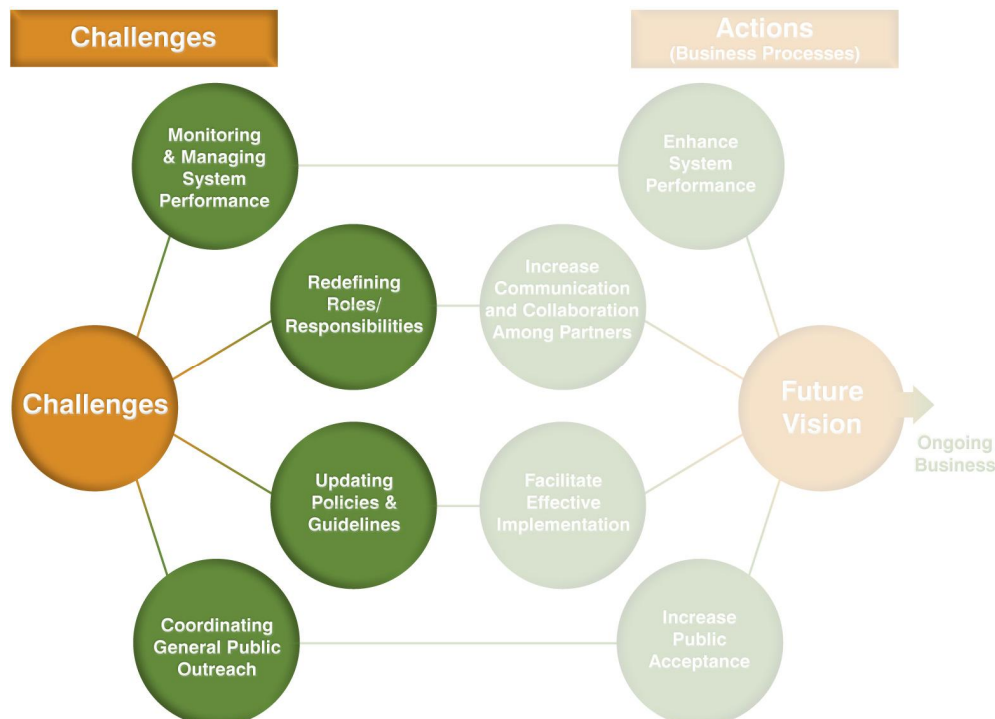 Challenges
Actions
(Business Processes)
Monitoring
& Managing
System
Performance
Enhance
System
Performance
Redefining
Roles/
Responsibilities
Increase
Communication
and Collaboration
Among Partners
Challenges
Future
Vision
Ongoing
Business
Updating
Policies &
Guidelines
Facilitate
Effective
Implementation
Coordinating
General Public
Outreach
Increase
Public
Acceptance